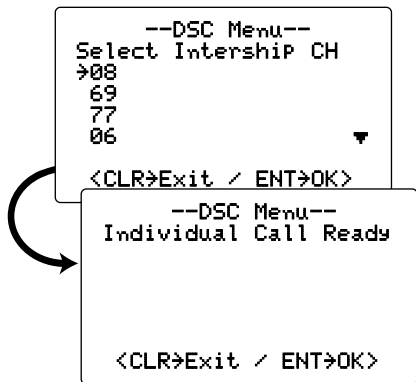 --DSC Menu--
Select Intership CH
→08
69
77
06 ▼
<CLR→Exit / ENT→OK>
--DSC Menu--
Individual Call Ready
<CLR→Exit / ENT→OK>